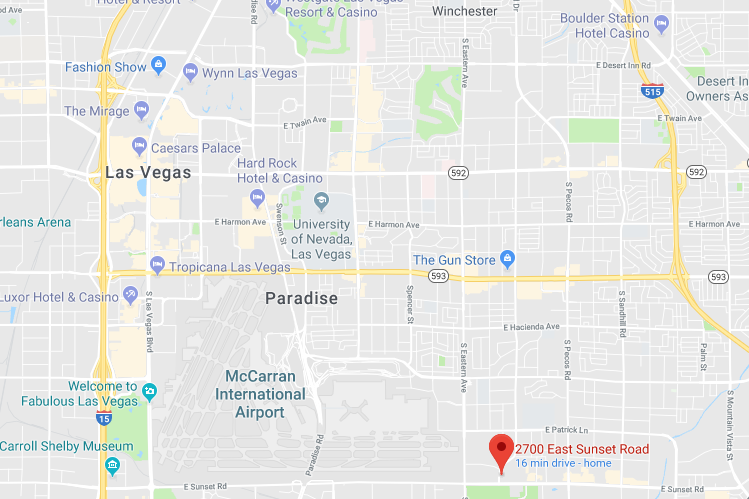 Hotel & Resort
Paradise Rd
Westgate Las Vegas
Resort & Casino
Winchester
Boulder Station
Hotel Casino
E Desert Inn Rd
Fashion Show
Wynn Las Vegas
S Eastern Ave
515
Desert Inn
Owners As
The Mirage
E Twain Ave
E Twain Ave
Caesars Palace
Las Vegas
Hard Rock
Hotel & Casino
592
592
S Pecos Rd
Orleans Arena
Swenson St
University
of Nevada,
Las Vegas
E Harmon Ave
E Harmon Ave
E Harmon Ave
The Gun Store
Tropicana Las Vegas
593
593
Luxor Hotel & Casino
Paradise
S Las Vegas Blvd
Spencer St
S Sandhill Rd
E Hacienda Ave
S Eastern Ave
S Pecos Rd
Palm St
McCarran
International
Airport
Welcome to
Fabulous Las Vegas
15
S Mountain Vista St
E Patrick Ln
Paradise Rd
Carroll Shelby Museum
2700 East Sunset Road
16 min drive - home
E Sunset Rd
E Sunset Rd